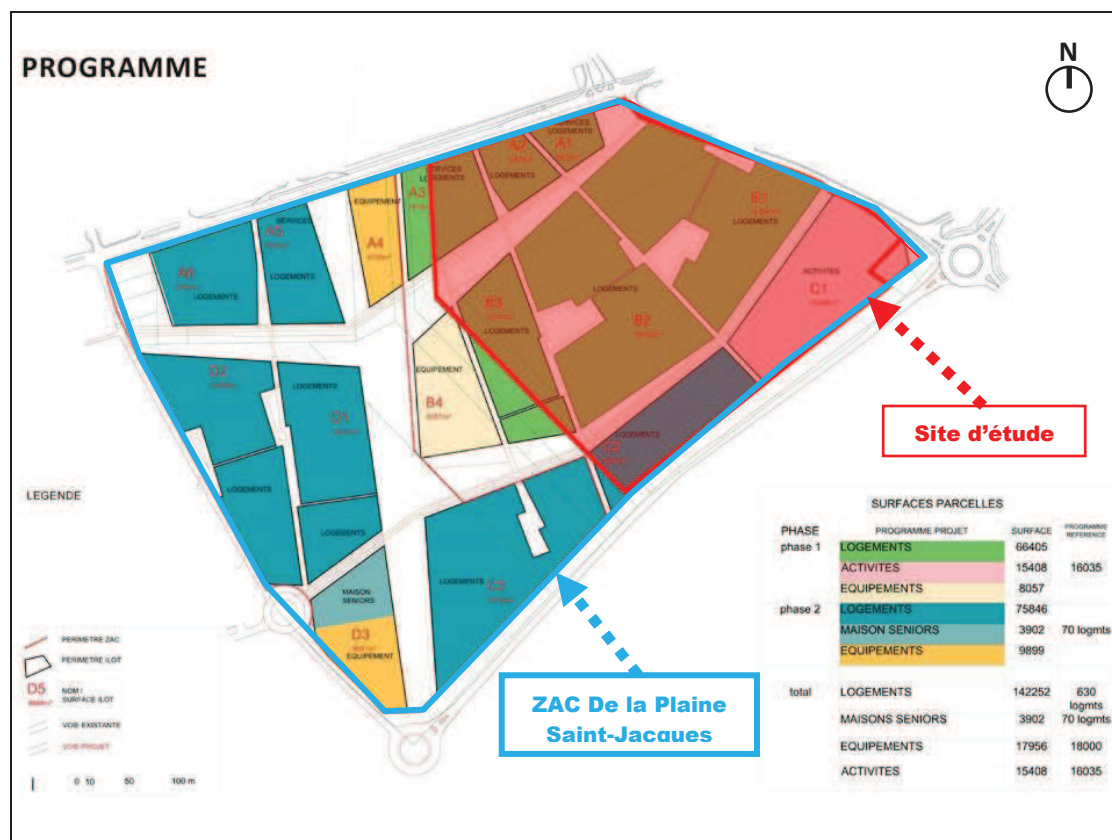 PROGRAMME
N
SERVICES
LOGEMENTS
A1
A2
LOGEMENTS
SERVICES
LOGEMENTS
A3
EQUIPEMENT
A4
SERVICES
A5
LOGEMENTS
A6
LOGEMENTS
B1
LOGEMENTS
ACTIVITES
C1
LOGEMENTS
B2
B3
LOGEMENTS
EQUIPEMENT
B4
LOGEMENTS
D2
LOGEMENTS
D1
LOGEMENTS
LOGEMENTS
LOGEMENTS
MAISON
SENIORS
D3
EQUIPEMENT
Site d'étude
ZAC De la Plaine
Saint-Jacques
LEGENDE
PERIMETRE ZAC
PERIMETRE ILOT
D5
NOM /
SURFACE ILOT
VOIE EXISTANTE
VOIE PROJET
0 10 50 100 m
SURFACES PARCELLES
PHASE PROGRAMME PROJET SURFACE PROGRAMME REFERENCE
phase 1 LOGEMENTS 66405
ACTIVITES 15408 16035
EQUIPEMENTS 8057
phase 2 LOGEMENTS 75846
MAISON SENIORS 3902 70 logmts
EQUIPEMENTS 9899
total LOGEMENTS 142252 630 logmts
MAISONS SENIORS 3902 70 logmts
EQUIPEMENTS 17956 18000
ACTIVITES 15408 16035